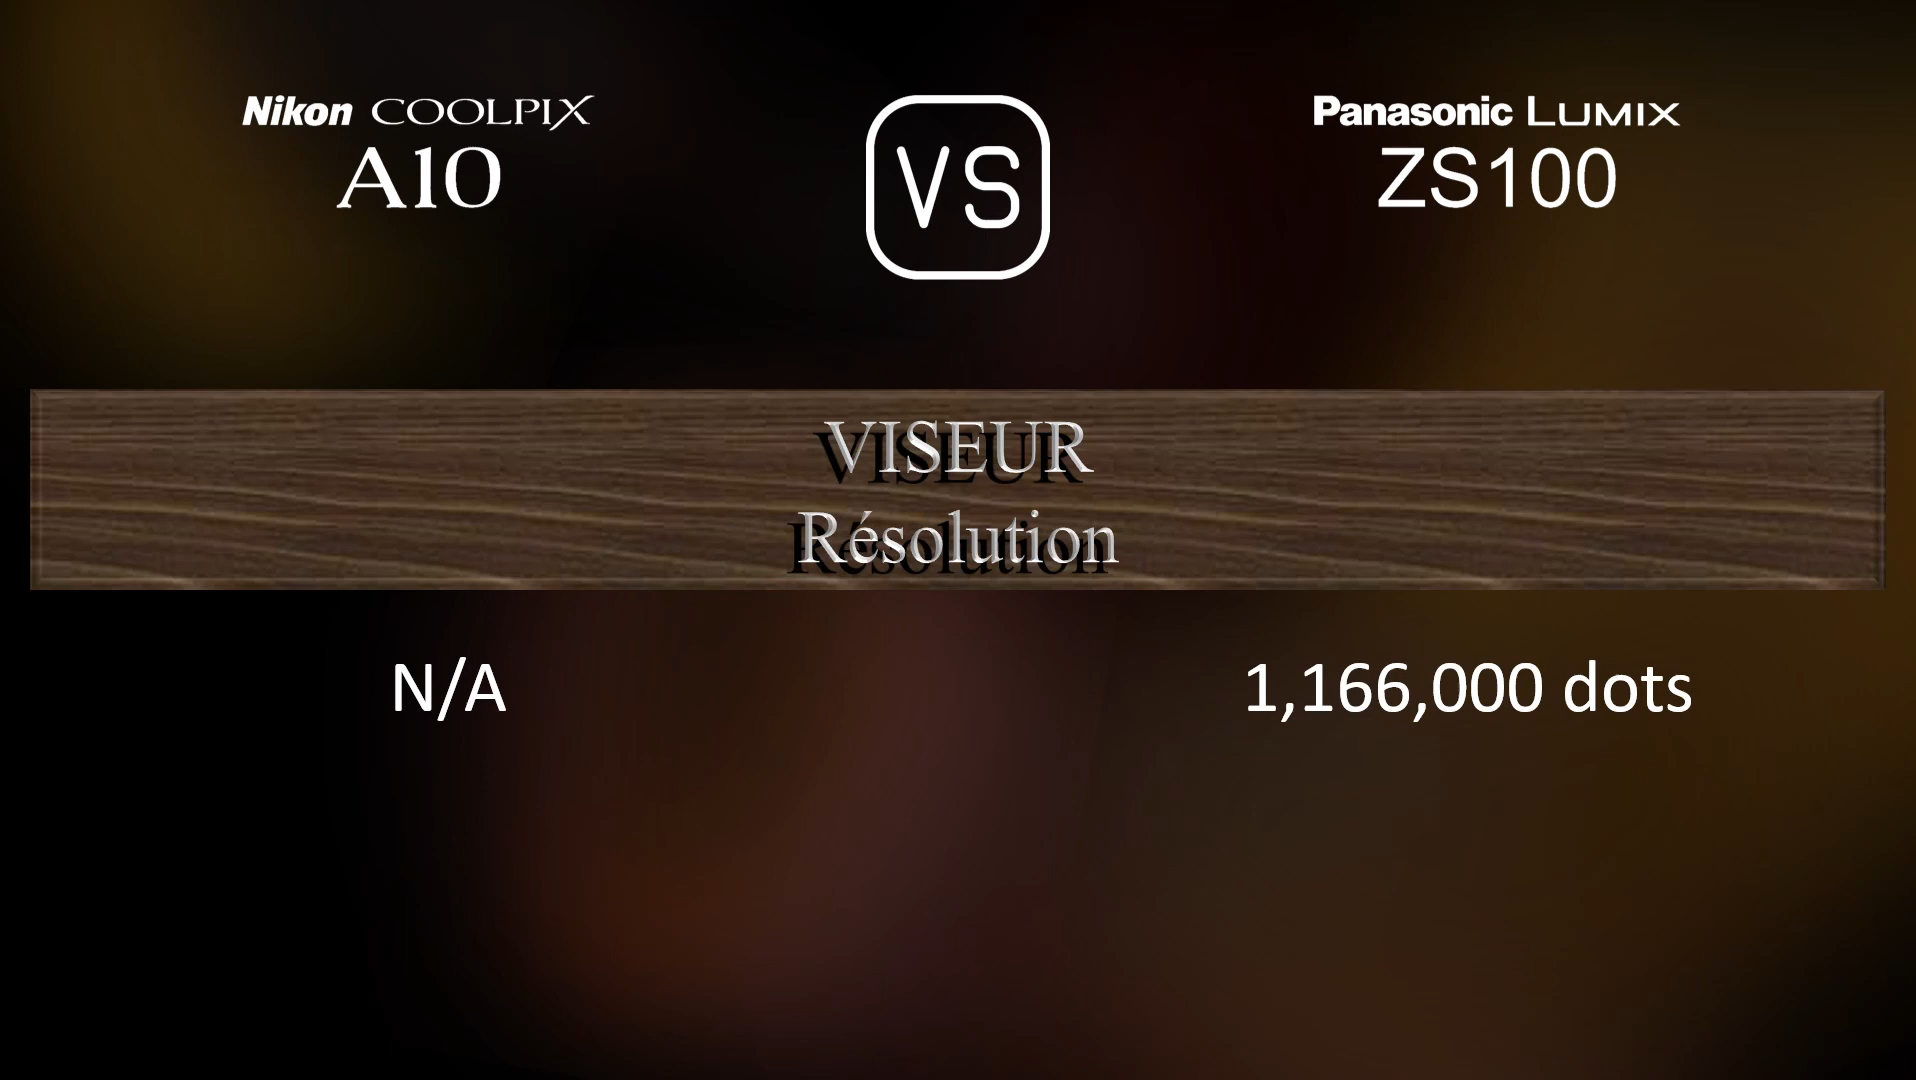 Nikon COOLPIX
A10
VS
Panasonic LUMIX
ZS100
VISEUR
Résolution
N/A
1,166,000 dots